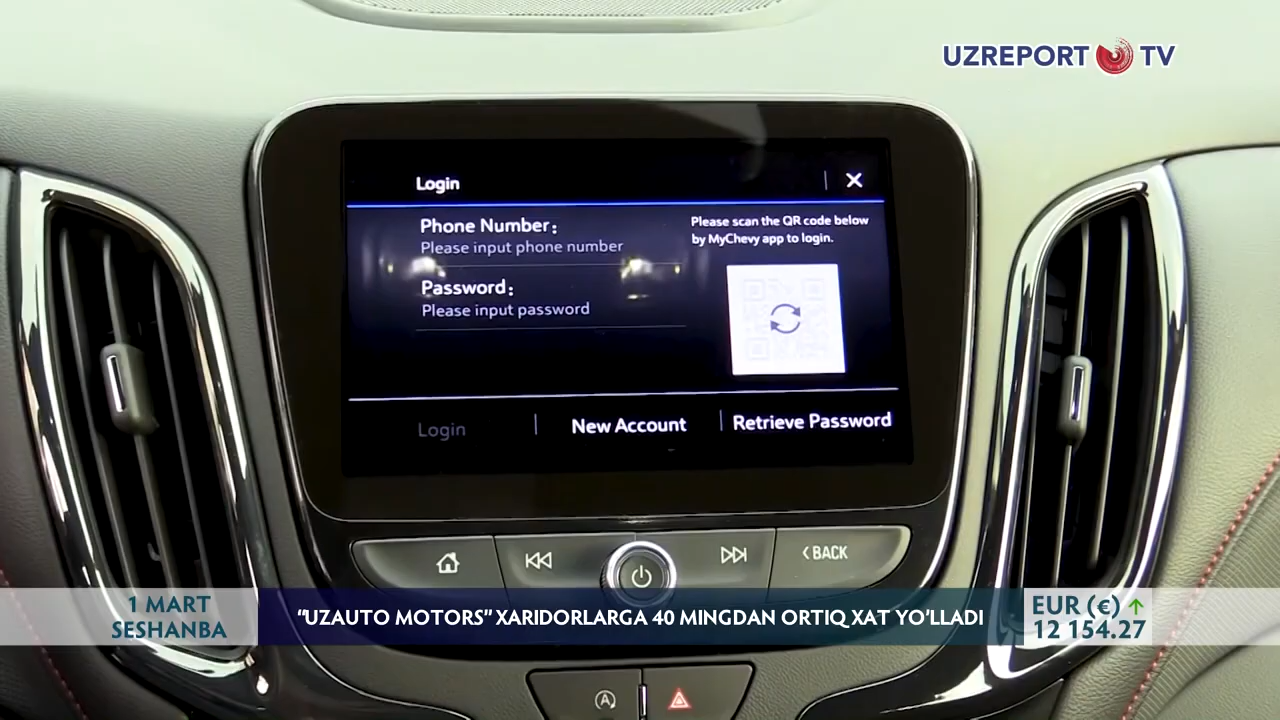 UZREPORT TV
Login
Phone Number:
Please input phone number
Password:
Please input password
Please scan the QR code below
by MyChevy app to login.
Login
New Account
Retrieve Password
BACK
1 MART
SESHANBA
“UZAUTO MOTORS” XARIDORLARGA 40 MINGDAN ORTIQ XAT YO’LLADI
EUR (€)
12 154.27
A